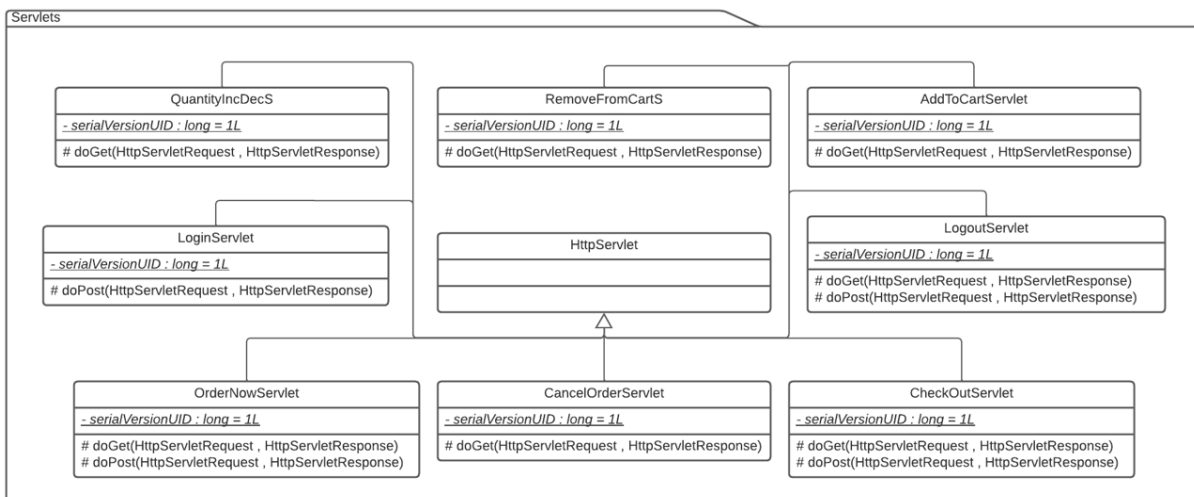 Servlets
QuantityIncDecS
- serialVersionUID : long = 1L
# doGet(HttpServletRequest , HttpServletResponse)
RemoveFromCartS
- serialVersionUID : long = 1L
# doGet(HttpServletRequest , HttpServletResponse)
AddToCartServlet
- serialVersionUID : long = 1L
# doGet(HttpServletRequest , HttpServletResponse)
LoginServlet
- serialVersionUID : long = 1L
# doPost(HttpServletRequest , HttpServletResponse)
HttpServlet
LogoutServlet
- serialVersionUID : long = 1L
# doGet(HttpServletRequest , HttpServletResponse)
# doPost(HttpServletRequest , HttpServletResponse)
OrderNowServlet
- serialVersionUID : long = 1L
# doGet(HttpServletRequest , HttpServletResponse)
# doPost(HttpServletRequest , HttpServletResponse)
CancelOrderServlet
- serialVersionUID : long = 1L
# doGet(HttpServletRequest , HttpServletResponse)
CheckOutServlet
- serialVersionUID : long = 1L
# doGet(HttpServletRequest , HttpServletResponse)
# doPost(HttpServletRequest , HttpServletResponse)